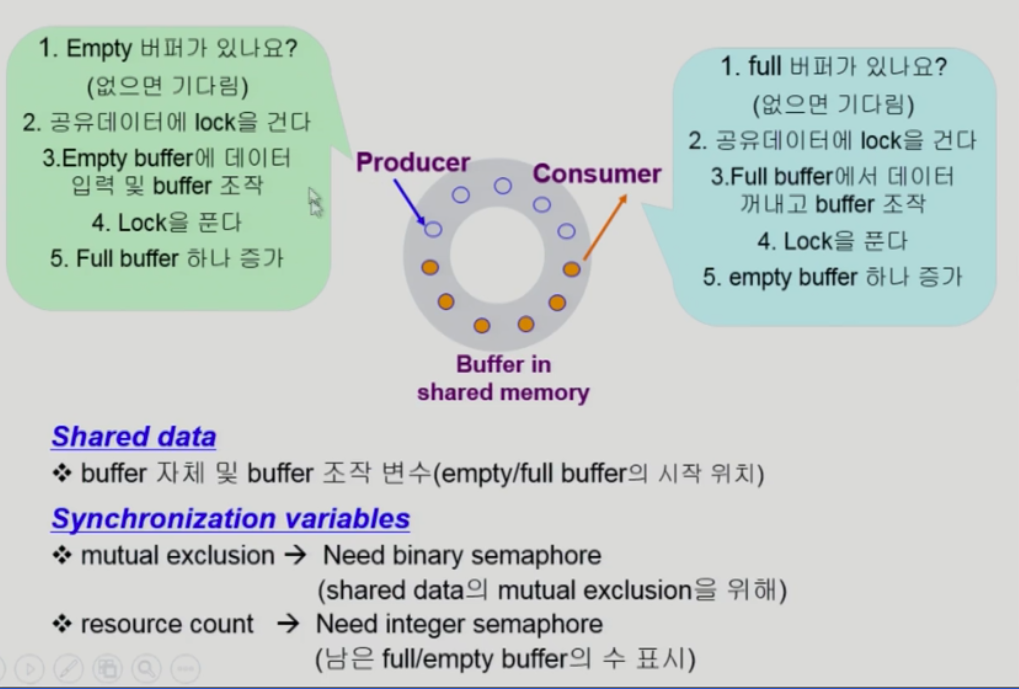 1. Empty 버퍼가 있나요?
(없으면 기다림)
2. 공유데이터에 lock을 건다
3.Empty buffer에 데이터
입력 및 buffer 조작
4. Lock을 푼다
5. Full buffer 하나 증가
Producer
Consumer
Buffer in
shared memory
1. full 버퍼가 있나요?
(없으면 기다림)
2. 공유데이터에 lock을 건다
3.Full buffer에서 데이터
꺼내고 buffer 조작
4. Lock을 푼다
5. empty buffer 하나 증가
Shared data
❖ buffer 자체 및 buffer 조작 변수(empty/full buffer의 시작 위치)
Synchronization variables
❖ mutual exclusion → Need binary semaphore
(shared data의 mutual exclusion을 위해)
❖ resource count → Need integer semaphore
(남은 full/empty buffer의 수 표시)